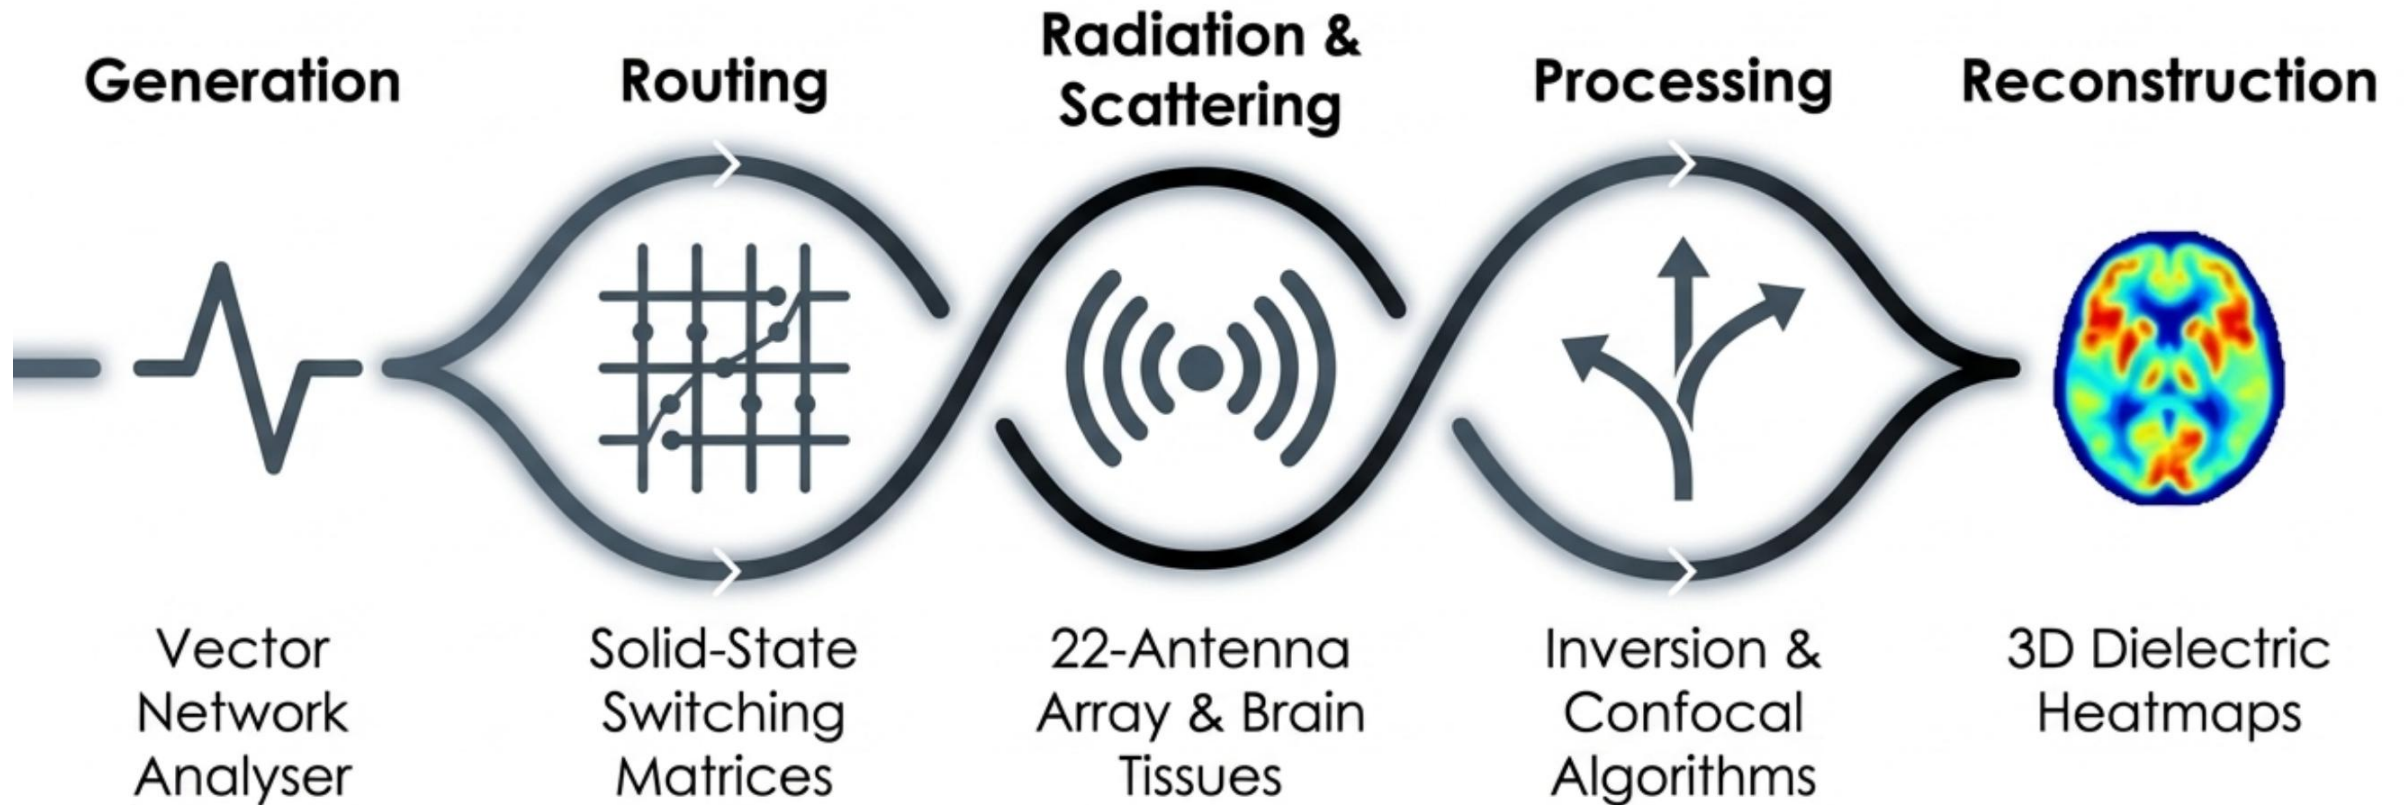 Generation
Routing
Radiation &
Scattering
Processing
Reconstruction
Vector
Network
Analyser
Solid-State
Switching
Matrices
22-Antenna
Array & Brain
Tissues
Inversion &
Confocal
Algorithms
3D Dielectric
Heatmaps